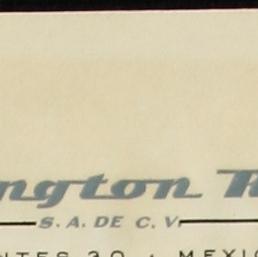 ngton R
S. A. DE C. V
NTES 30 . MEXIC